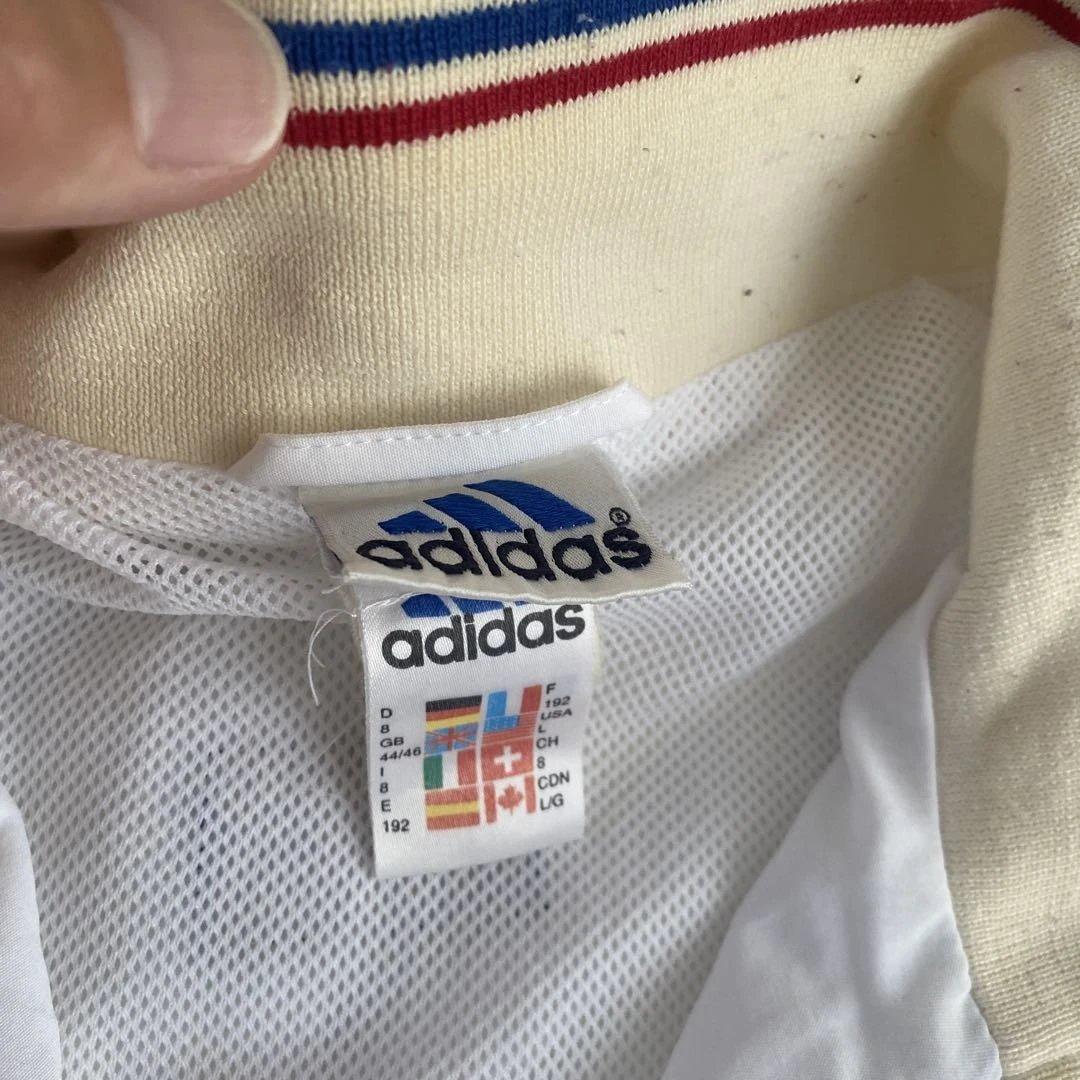 adidas®
adidas
D
8
GB
44/46
I
8
E
192
F
192
USA
L
CH
8
CDN
L/G